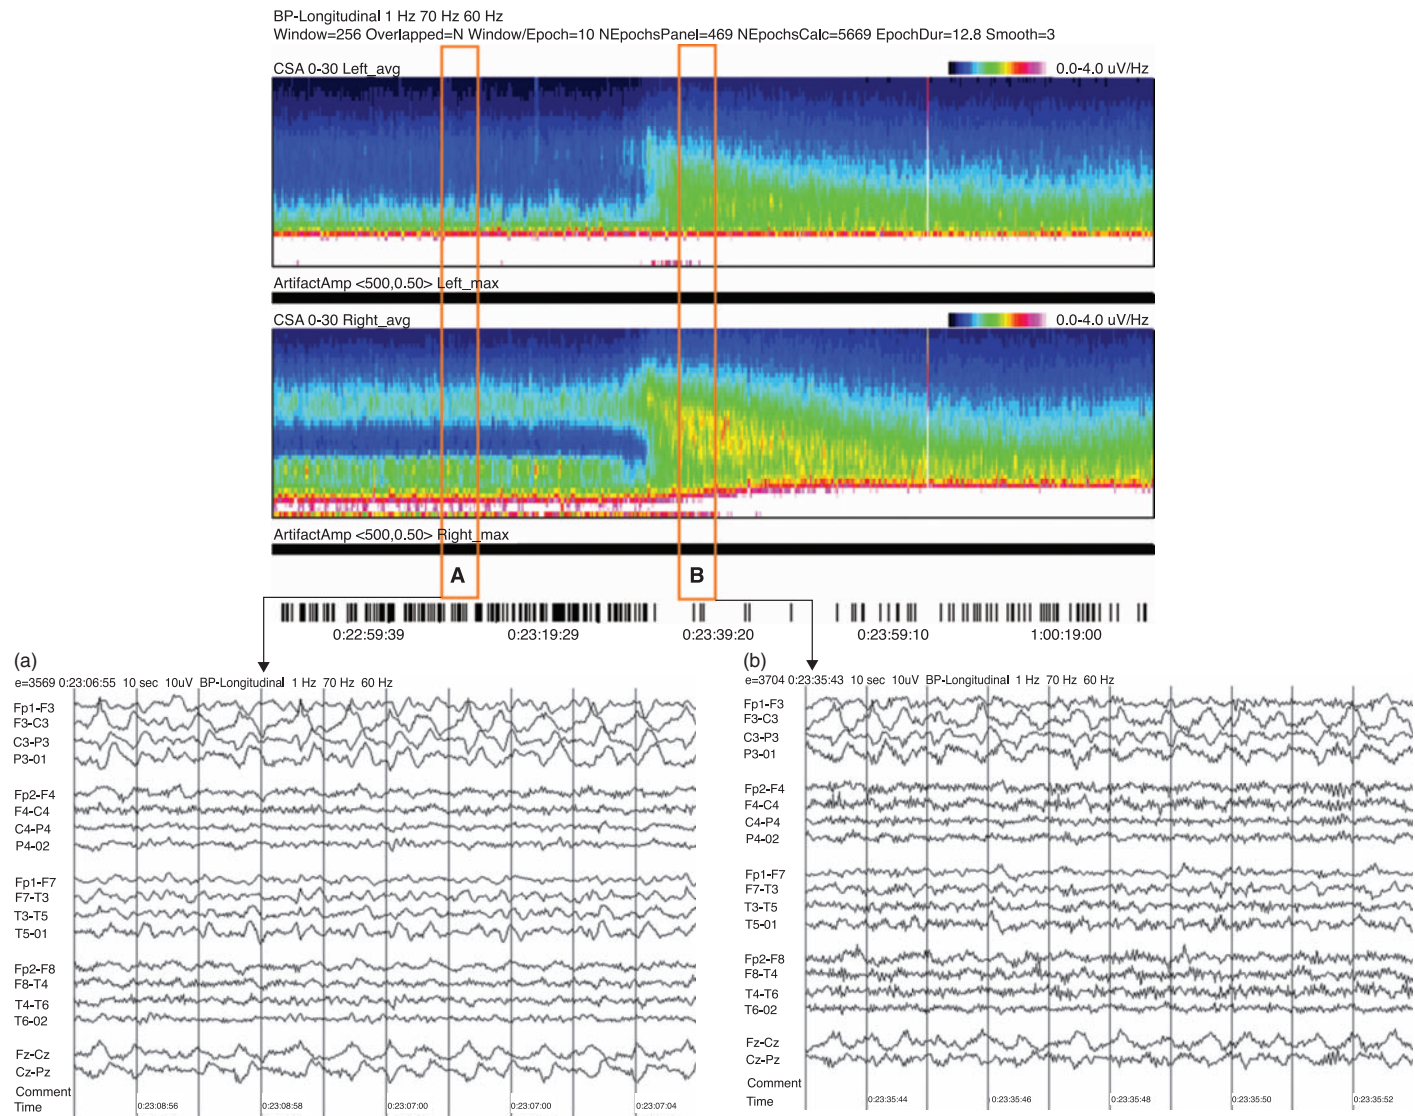 BP-Longitudinal 1 Hz 70 Hz 60 Hz
Window=256 Overlapped=N Window/Epoch=10 NEpochsPanel=469 NEpochsCalc=5669 EpochDur=12.8 Smooth=3
CSA 0-30 Left_avg
0.0-4.0 uV/Hz
ArtifactAmp <500,0.50> Left_max
CSA 0-30 Right_avg
0.0-4.0 uV/Hz
ArtifactAmp <500,0.50> Right_max
A
B
0:22:59:39
0:23:19:29
0:23:39:20
0:23:59:10
1:00:19:00
(a)
e=3569 0:23:06:55 10 sec 10uV BP-Longitudinal 1 Hz 70 Hz 60 Hz
Fp1-F3
F3-C3
C3-P3
P3-01
Fp2-F4
F4-C4
C4-P4
P4-02
Fp1-F7
F7-T3
T3-T5
T5-01
Fp2-F8
F8-T4
T4-T6
T6-02
Fz-Cz
Cz-Pz
Comment
Time
0:23:08:56
0:23:08:58
0:23:07:00
0:23:07:00
0:23:07:04
(b)
e=3704 0:23:35:43 10 sec 10uV BP-Longitudinal 1 Hz 70 Hz 60 Hz
Fp1-F3
F3-C3
C3-P3
P3-01
Fp2-F4
F4-C4
C4-P4
P4-02
Fp1-F7
F7-T3
T3-T5
T5-01
Fp2-F8
F8-T4
T4-T6
T6-02
Fz-Cz
Cz-Pz
Comment
Time
0:23:35:44
0:23:35:46
0:23:35:48
0:23:35:50
0:23:35:52